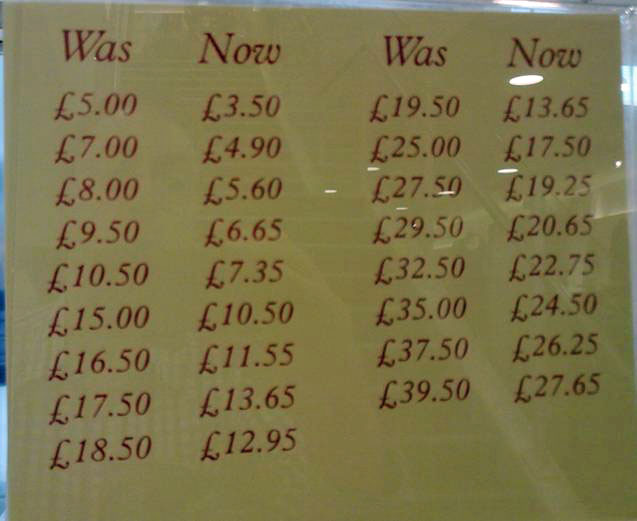 Was Now Was Now
£5.00 £3.50 £19.50 £13.65
£7.00 £4.90 £25.00 £17.50
£8.00 £5.60 £27.50 £19.25
£9.50 £6.65 £29.50 £20.65
£10.50 £7.35 £32.50 £22.75
£15.00 £10.50 £35.00 £24.50
£16.50 £11.55 £37.50 £26.25
£17.50 £13.65 £39.50 £27.65
£18.50 £12.95